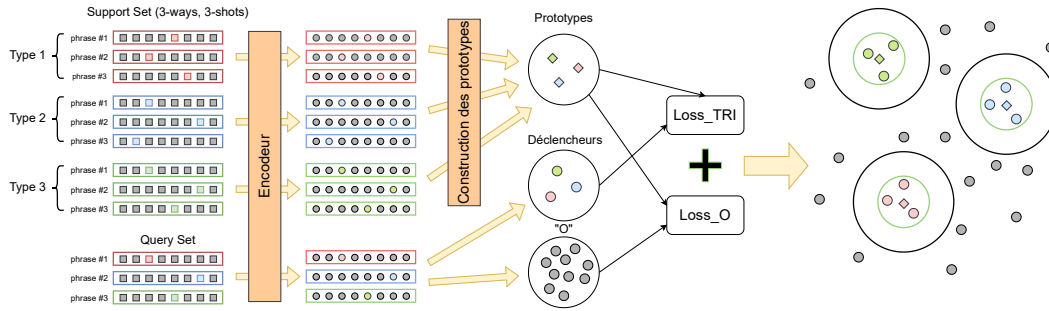 Support Set (3-ways, 3-shots)
Type 1
phrase #1
phrase #2
phrase #3
Type 2
phrase #1
phrase #2
phrase #3
Type 3
phrase #1
phrase #2
phrase #3
Query Set
phrase #1
phrase #2
phrase #3
Encodeur
Construction des prototypes
Prototypes
Déclencheurs
"O"
Loss_TRI
+
Loss_O